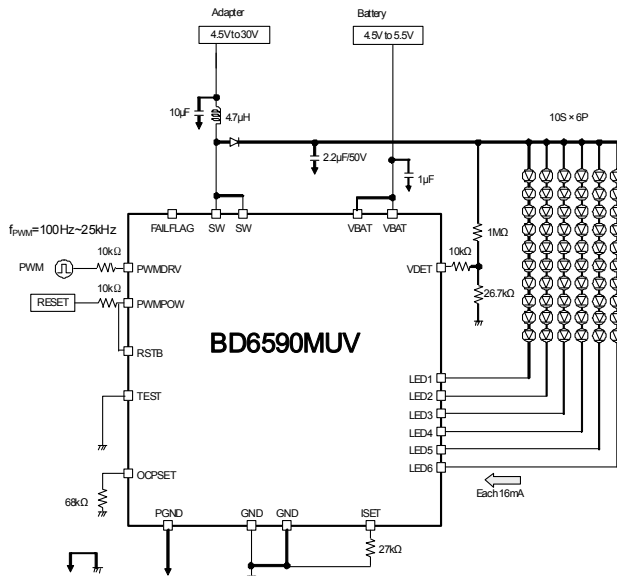 Adapter
Battery
4.5V to 30V
4.5V to 5.5V
10µF
4.7µH
10S × 6P
2.2µF/50V
1µF
FAILFLAG
SW
SW
VBAT
VBAT
fPWM=100Hz~25kHz
1MΩ
10kΩ
10kΩ
PWM
PWMDRV
VDET
10kΩ
26.7kΩ
RESET
PWMPOW
BD6590MUV
RSTB
LED1
TEST
LED2
LED3
LED4
LED5
LED6
OCPSET
Each 16mA
68kΩ
PGND
GND
GND
ISET
27kΩ